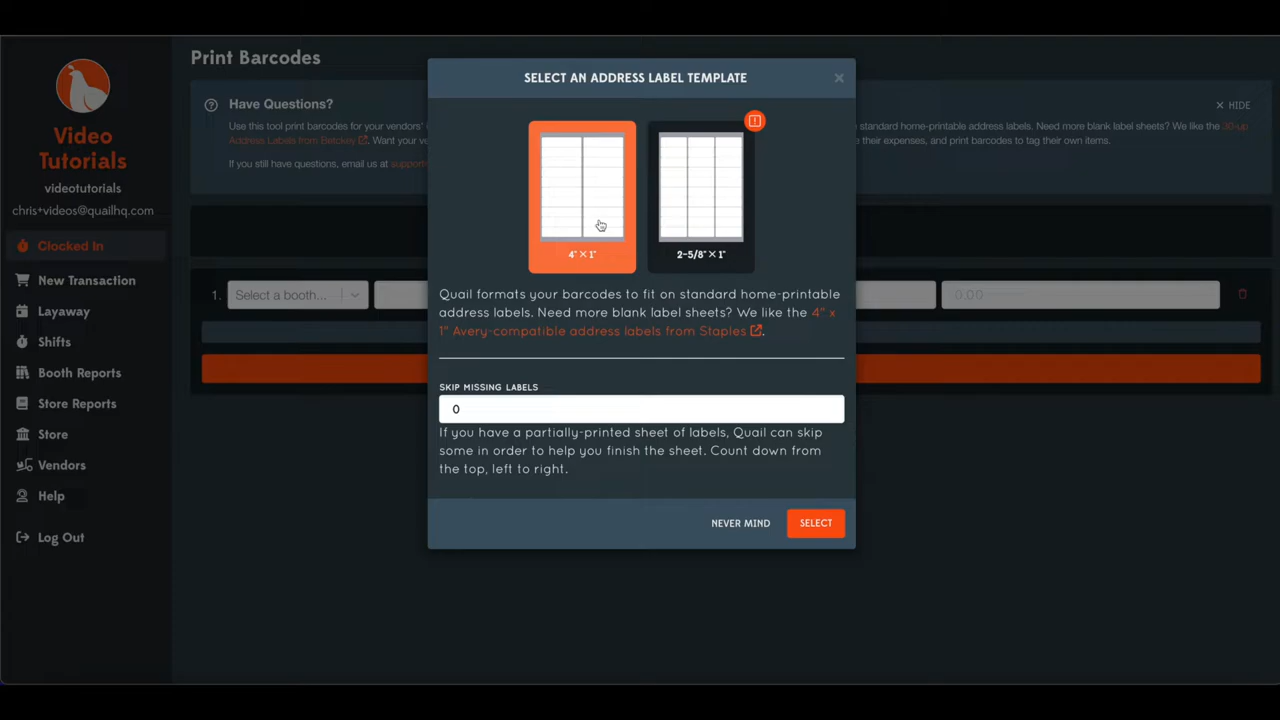 Video
Tutorials
videotutorials
chris+videos@quailhq.com
Clocked In
New Transaction
Layaway
Shifts
Booth Reports
Store Reports
Store
Vendors
Help
Log Out
Print Barcodes
Have Questions?
× HIDE
Use this tool print barcodes for your vendors'
standard home-printable address labels. Need more blank label sheets? We like the 30-up
Address Labels from Betckey
. Want your
their expenses, and print barcodes to tag their own items.
If you still have questions, email us at
1.
Select a booth...
0.00
SELECT AN ADDRESS LABEL TEMPLATE
×
4" × 1"
2-5/8" × 1"
Quail formats your barcodes to fit on standard home-printable
address labels. Need more blank label sheets? We like the 4" x
1" Avery-compatible address labels from Staples.
SKIP MISSING LABELS
0
If you have a partially-printed sheet of labels, Quail can skip
some in order to help you finish the sheet. Count down from
the top, left to right.
NEVER MIND
SELECT